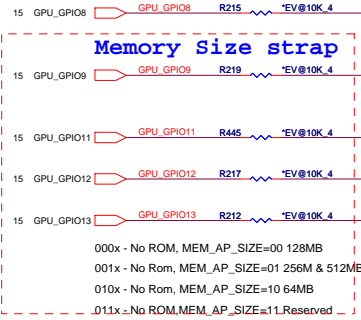 15 GPU_GPIO8 GPU_GPIO8 R215 *EV@10K_4
Memory Size strap
15 GPU_GPIO9 GPU_GPIO9 R219 *EV@10K_4
15 GPU_GPIO11 GPU_GPIO11 R445 *EV@10K_4
15 GPU_GPIO12 GPU_GPIO12 R217 *EV@10K_4
15 GPU_GPIO13 GPU_GPIO13 R212 *EV@10K_4
000x - No ROM, MEM_AP_SIZE=00 128MB
001x - No Rom, MEM_AP_SIZE=01 256M & 512MB
010x - No ROM, MEM_AP_SIZE=10 64MB
011x - No ROM,MEM_AP_SIZE=11 Reserved